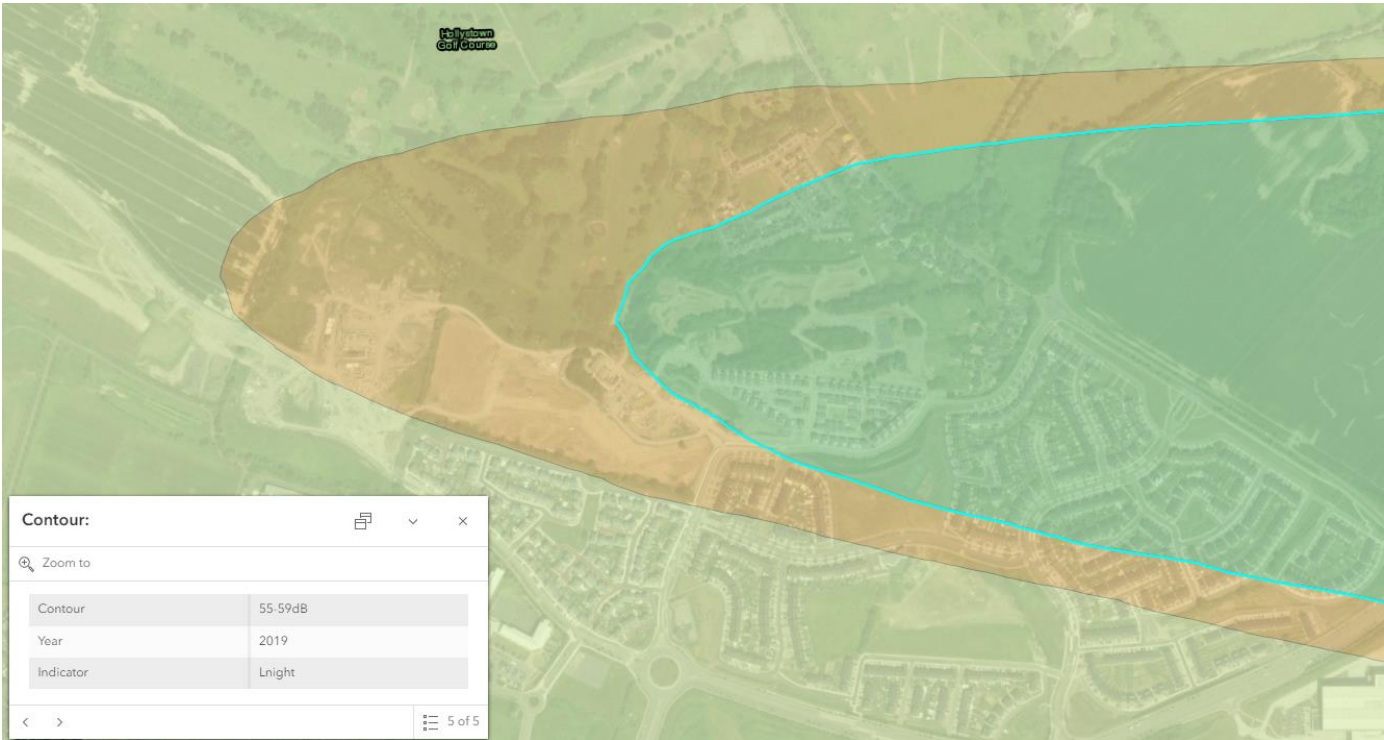 Hollystown
Golf Course
Contour:
Zoom to
Contour 55-59dB
Year 2019
Indicator Lnight
5 of 5